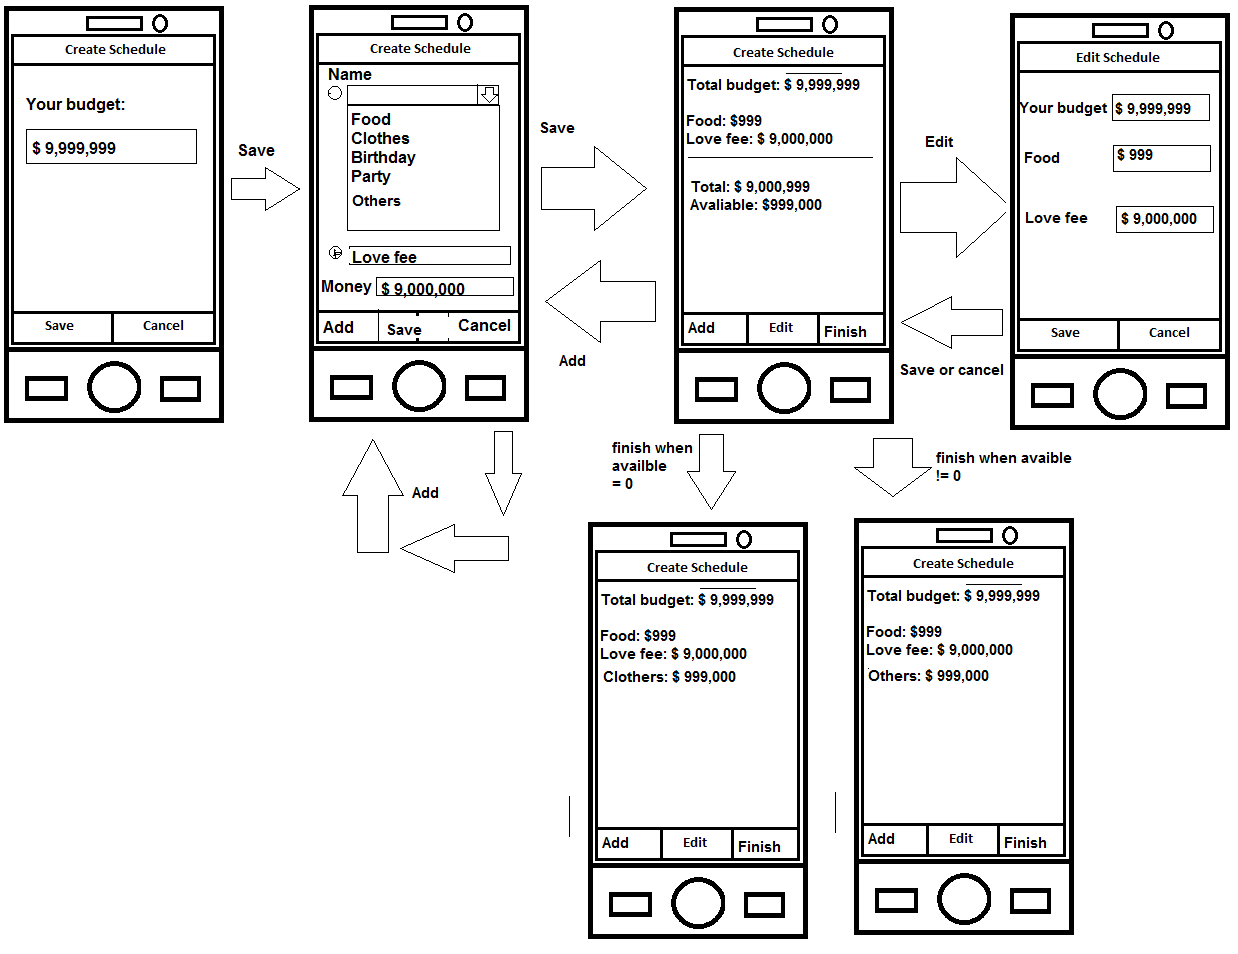 Create Schedule
Your budget:
$ 9,999,999
Save
Cancel
Save
Create Schedule
Name
Food
Clothes
Birthday
Party
Others
Love fee
Money $ 9,000,000
Add
Save
Cancel
Save
Add
Create Schedule
Total budget: $ 9,999,999
Food: $999
Love fee: $ 9,000,000
Total: $ 9,000,999
Avaliable: $999,000
Add
Edit
Finish
Edit
Save or cancel
Edit Schedule
Your budget $ 9,999,999
Food $ 999
Love fee $ 9,000,000
Save
Cancel
Add
finish when
availble
= 0
finish when avaible
!= 0
Create Schedule
Total budget: $ 9,999,999
Food: $999
Love fee: $ 9,000,000
Clothers: $ 999,000
Add
Edit
Finish
Create Schedule
Total budget: $ 9,999,999
Food: $999
Love fee: $ 9,000,000
Others: $ 999,000
Add
Edit
Finish